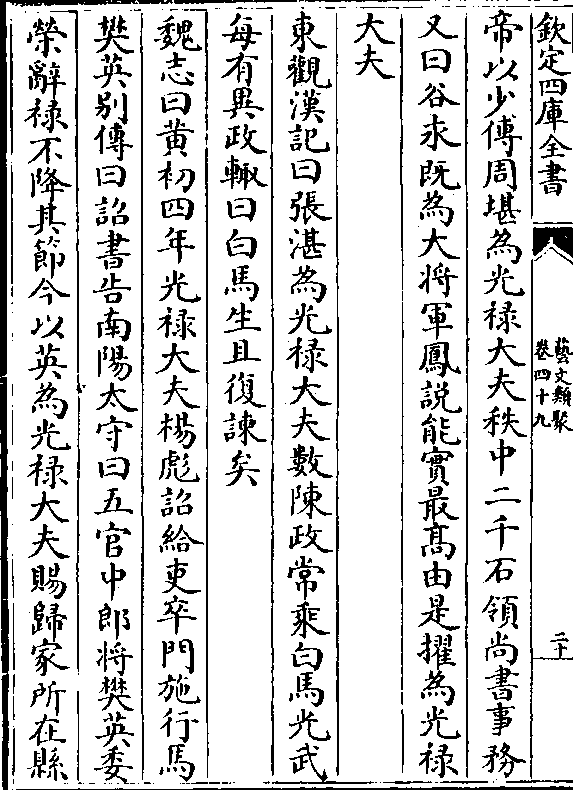 欽定四庫全書
藝文類聚
卷四十九
二十
帝以少傅周堪為光禄大夫秩中二千石領尚書事務
又曰谷永既為大将軍鳳說能實最髙由是擢為光禄
大夫
東觀漢記曰張湛為光禄大夫數陳政常乘白馬光武
每有異政輙曰白馬生且復諫矣
魏志曰黄初四年光禄大夫楊彪詔給吏卒門施行馬
樊英别傳曰詔書告南陽太守曰五官中郎将樊英委
榮辭禄不降其節今以英為光禄大夫賜歸家所在縣